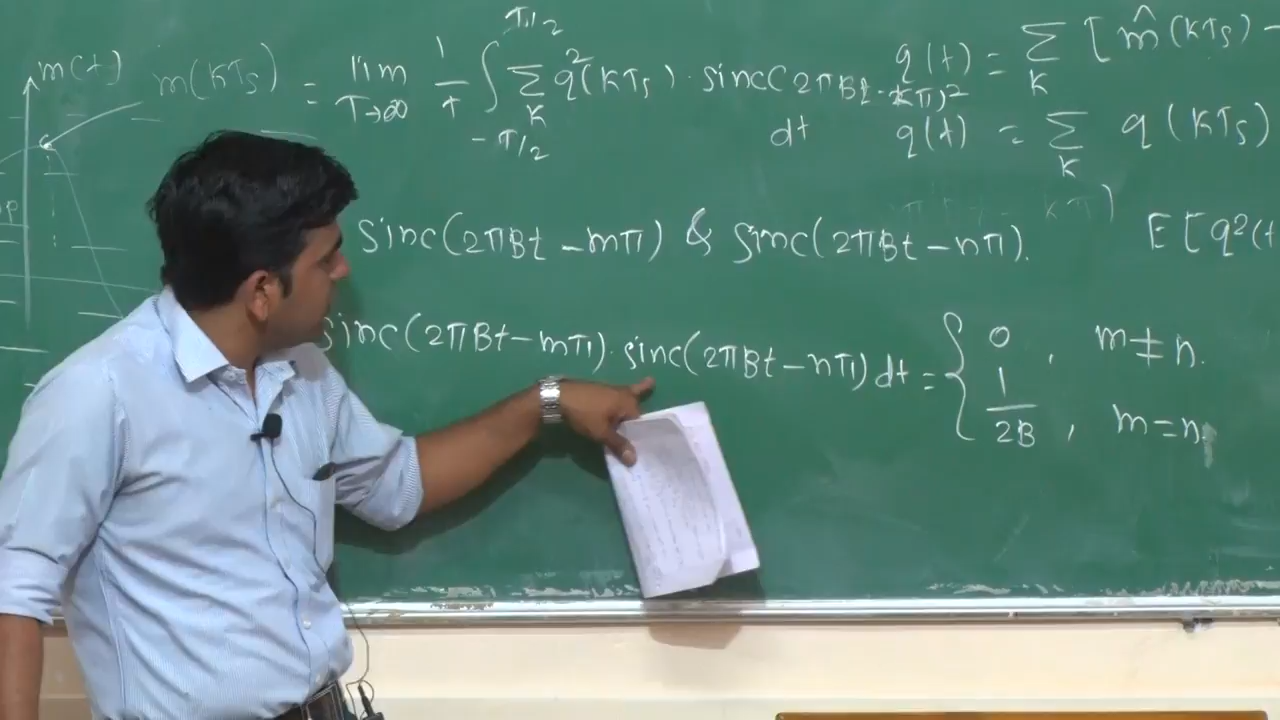 m(t) m(kTs) = lim T→∞ 1/T ∫ -T/2 T/2 Σ k q²(kTs) · sinc(2πBt - kπ)² dt
q(t) = Σ k [ m̂(kTs) -
q(t) = Σ k q(kTs)
sinc(2πBt - mπ) & sinc(2πBt - nπ).
E[q²(t
sinc(2πBt - mπ) · sinc(2πBt - nπ) dt = { 0 , m ≠ n.
1/2B , m = n